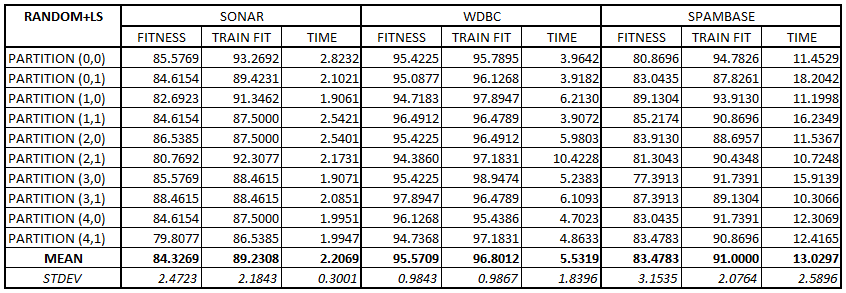 RANDOM+LS SONAR WDBC SPAMBASE
FITNESS TRAIN FIT TIME FITNESS TRAIN FIT TIME FITNESS TRAIN FIT TIME
PARTITION (0,0) 85.5769 93.2692 2.8232 95.4225 95.7895 3.9642 80.8696 94.7826 11.4529
PARTITION (0,1) 84.6154 89.4231 2.1021 95.0877 96.1268 3.9182 83.0435 87.8261 18.2042
PARTITION (1,0) 82.6923 91.3462 1.9061 94.7183 97.8947 6.2130 89.1304 93.9130 11.1998
PARTITION (1,1) 84.6154 87.5000 2.5421 96.4912 96.4789 3.9072 85.2174 90.8696 16.2349
PARTITION (2,0) 86.5385 87.5000 2.5401 95.4225 96.4912 5.9803 83.9130 88.6957 11.5367
PARTITION (2,1) 80.7692 92.3077 2.1731 94.3860 97.1831 10.4228 81.3043 90.4348 10.7248
PARTITION (3,0) 85.5769 88.4615 1.9071 95.4225 98.9474 5.2383 77.3913 91.7391 15.9139
PARTITION (3,1) 88.4615 88.4615 2.0851 97.8947 96.4789 6.1093 87.3913 89.1304 10.3066
PARTITION (4,0) 84.6154 87.5000 1.9951 96.1268 95.4386 4.7023 83.0435 91.7391 12.3069
PARTITION (4,1) 79.8077 86.5385 1.9947 94.7368 97.1831 4.8633 83.4783 90.8696 12.4165
MEAN 84.3269 89.2308 2.2069 95.5709 96.8012 5.5319 83.4783 91.0000 13.0297
STDEV 2.4723 2.1843 0.3001 0.9843 0.9867 1.8396 3.1535 2.0764 2.5896